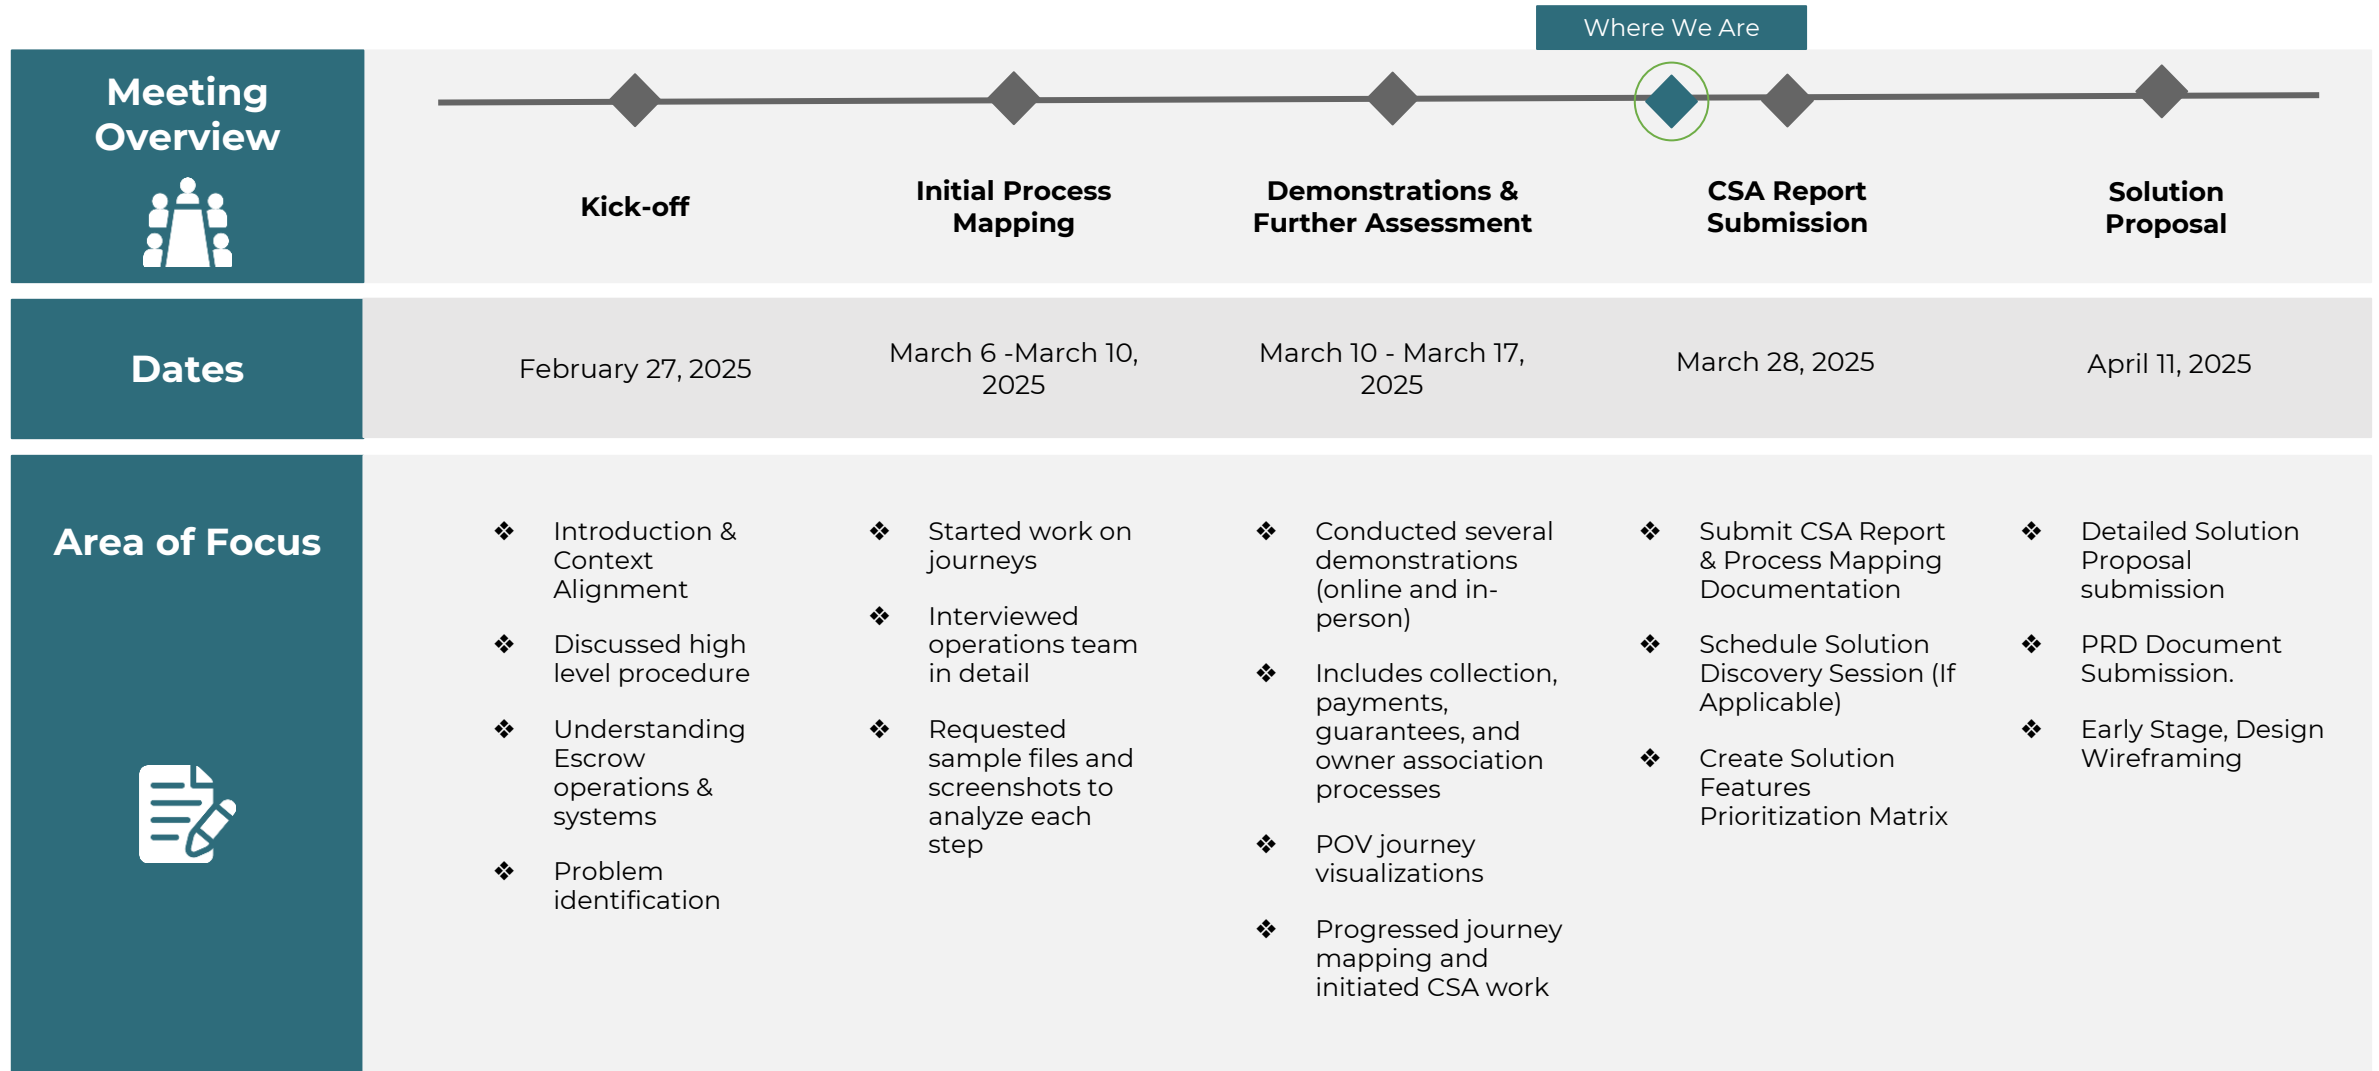 Where We Are
Meeting
Overview
Kick-off
Initial Process
Mapping
Demonstrations &
Further Assessment
CSA Report
Submission
Solution
Proposal
Dates
February 27, 2025
March 6 -March 10,
2025
March 10 - March 17,
2025
March 28, 2025
April 11, 2025
Area of Focus
❖ Introduction &
Context
Alignment
❖ Discussed high
level procedure
❖ Understanding
Escrow
operations &
systems
❖ Problem
identification
❖ Started work on
journeys
❖ Interviewed
operations team
in detail
❖ Requested
sample files and
screenshots to
analyze each
step
❖ Conducted several
demonstrations
(online and in-
person)
❖ Includes collection,
payments,
guarantees, and
owner association
processes
❖ POV journey
visualizations
❖ Progressed journey
mapping and
initiated CSA work
❖ Submit CSA Report
& Process Mapping
Documentation
❖ Schedule Solution
Discovery Session (If
Applicable)
❖ Create Solution
Features
Prioritization Matrix
❖ Detailed Solution
Proposal
submission
❖ PRD Document
Submission.
❖ Early Stage, Design
Wireframing